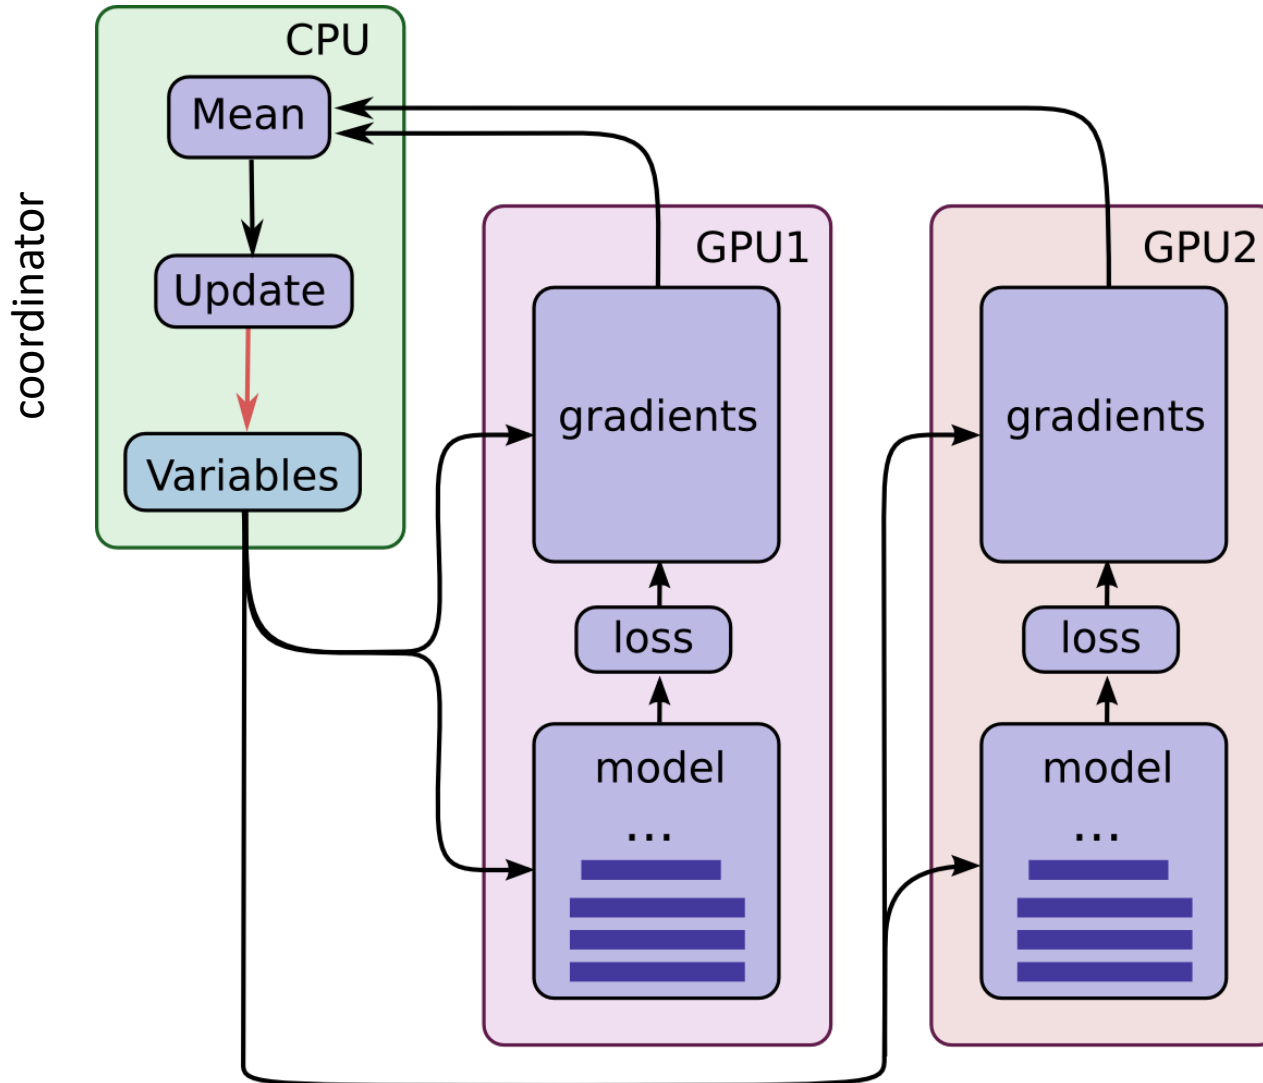 coordinator
CPU
Mean
Update
Variables
GPU1
gradients
loss
model
...
GPU2
gradients
loss
model
...